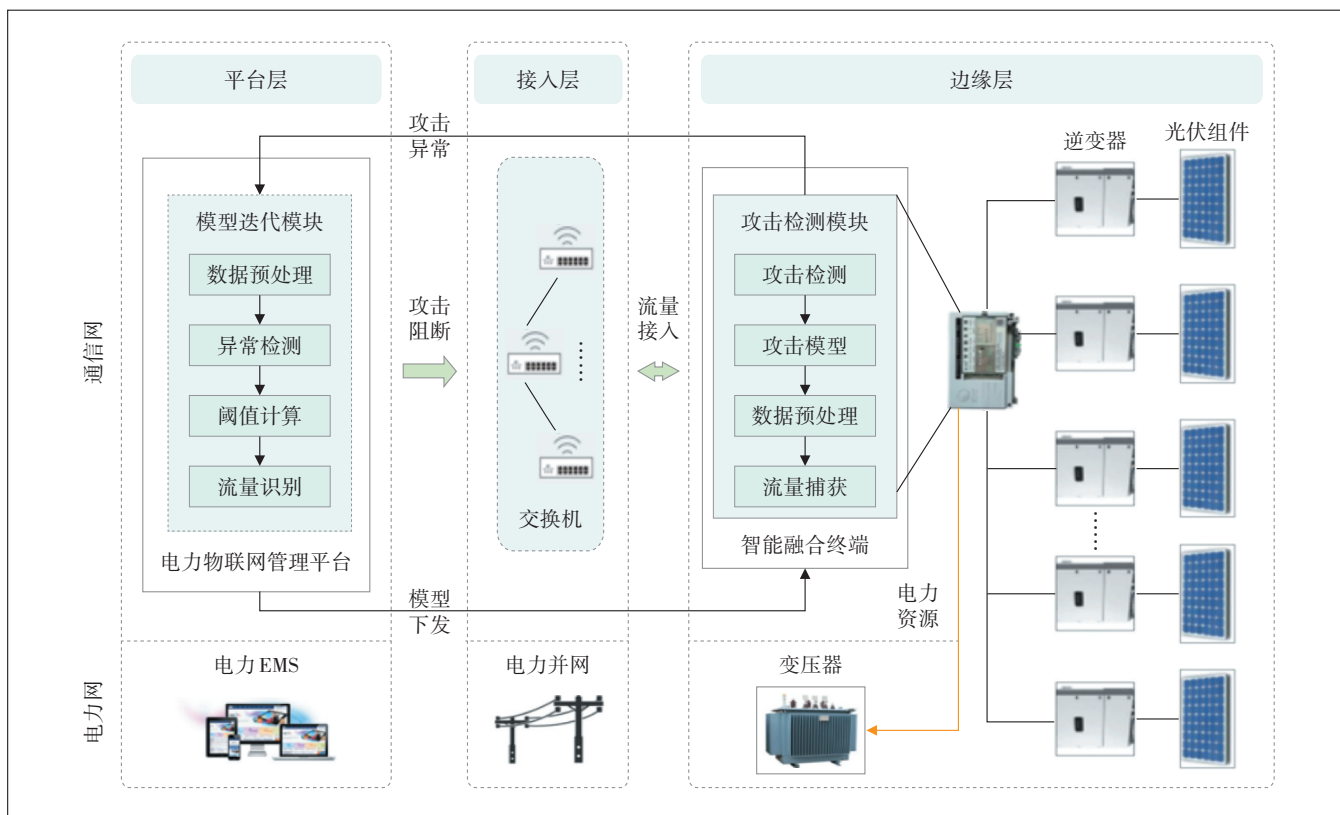 平台层
接入层
边缘层
攻击
异常
逆变器
光伏组件
模型迭代模块
数据预处理
异常检测
阈值计算
流量识别
电力物联网管理平台
攻击
阻断
交换机
流量
接入
攻击检测模块
攻击检测
攻击模型
数据预处理
流量捕获
智能融合终端
模型
下发
电力
资源
通信网
电力网
电力EMS
电力并网
变压器